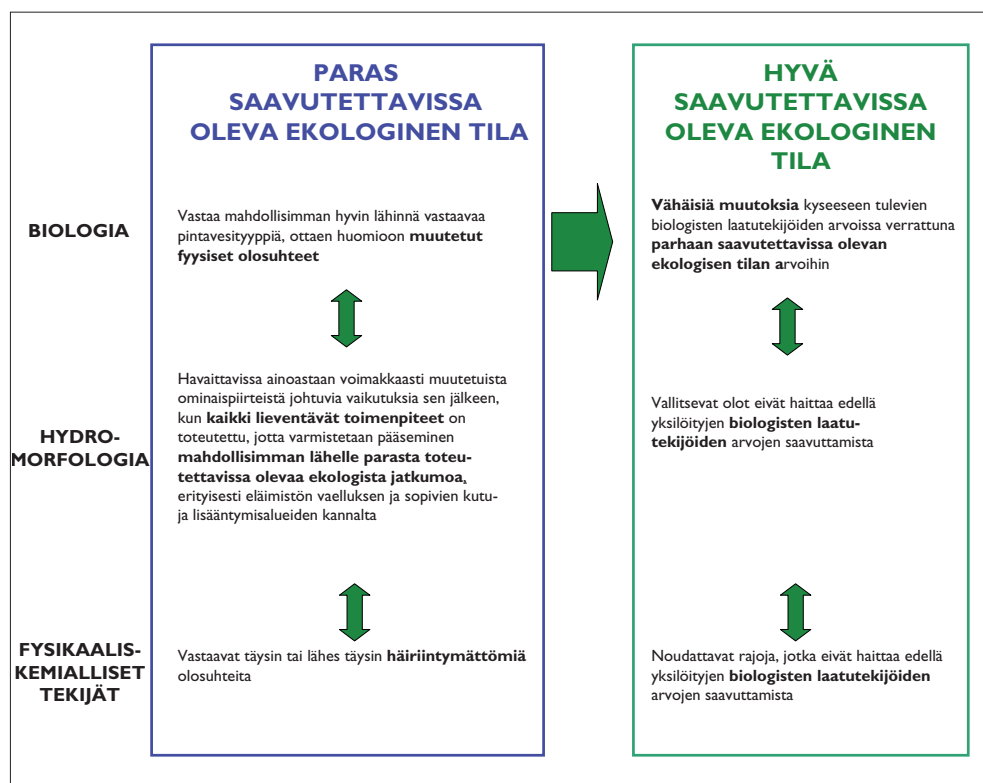 PARAS
SAAVUTETTAVISSA
OLEVA EKOLOGINEN TILA
HYVÄ
SAAVUTETTAVISSA
OLEVA EKOLOGINEN
TILA
BIOLOGIA
Vastaa mahdollisimman hyvin lähinnä vastaavaa
pintavesityyppiä, ottaen huomioon muutetut
fyysiset olosuhteet
Vähäisiä muutoksia kyseeseen tulevien
biologisten laatutekijöiden arvoissa verrattuna
parhaan saavutettavissa olevan
ekologisen tilan arvoihin
HYDRO-
MORFOLOGIA
Havaittavissa ainoastaan voimakkaasti muutetuista
ominaispiirteistä johtuvia vaikutuksia sen jälkeen,
kun kaikki lieventävät toimenpiteet on
toteutettu, jotta varmistetaan pääseminen
mahdollisimman lähelle parasta toteu-
tettavissa olevaa ekologista jatkumoa,
erityisesti eläimistön vaelluksen ja sopivien kutu-
ja lisääntymisalueiden kannalta
Vallitsevat olot eivät haittaa edellä
yksilöityjen biologisten laatu-
tekijöiden arvojen saavuttamista
FYSIKAALIS-
KEMIALLISET
TEKIJÄT
Vastaavat täysin tai lähes täysin häiriintymättömiä
olosuhteita
Noudattavat rajoja, jotka eivät haittaa edellä
yksilöityjen biologisten laatutekijöiden
arvojen saavuttamista